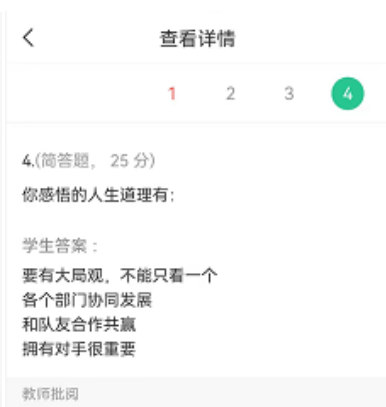 查看详情
1 2 3 4
4.(简答题， 25 分)
你感悟的人生道理有:
学生答案：
要有大局观，不能只看一个
各个部门协同发展
和队友合作共赢
拥有对手很重要
教师批阅